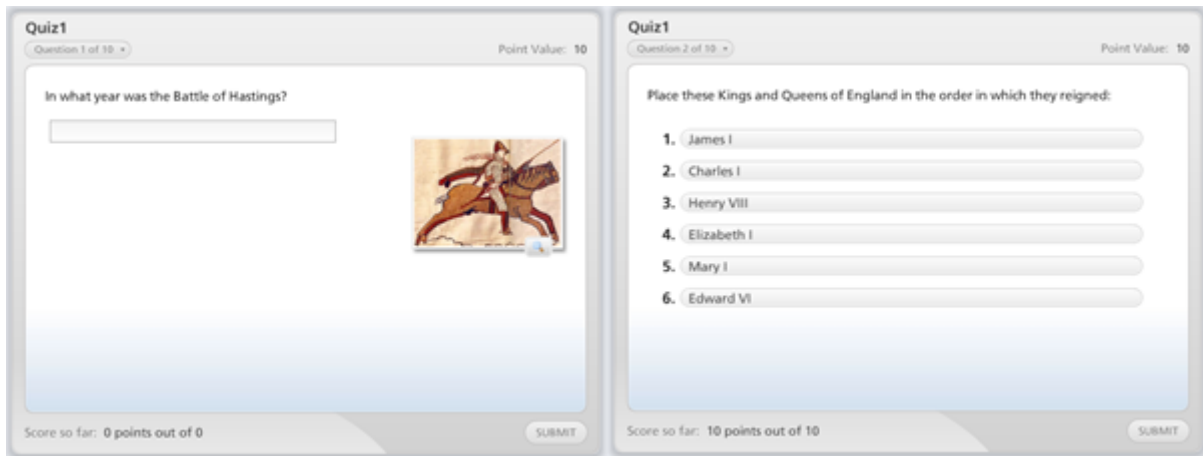 Quiz1
Question 1 of 10
Point Value: 10
In what year was the Battle of Hastings?
Score so far: 0 points out of 0
SUBMIT
Quiz1
Question 2 of 10
Point Value: 10
Place these Kings and Queens of England in the order in which they reigned:
1. James I
2. Charles I
3. Henry VIII
4. Elizabeth I
5. Mary I
6. Edward VI
Score so far: 10 points out of 10
SUBMIT